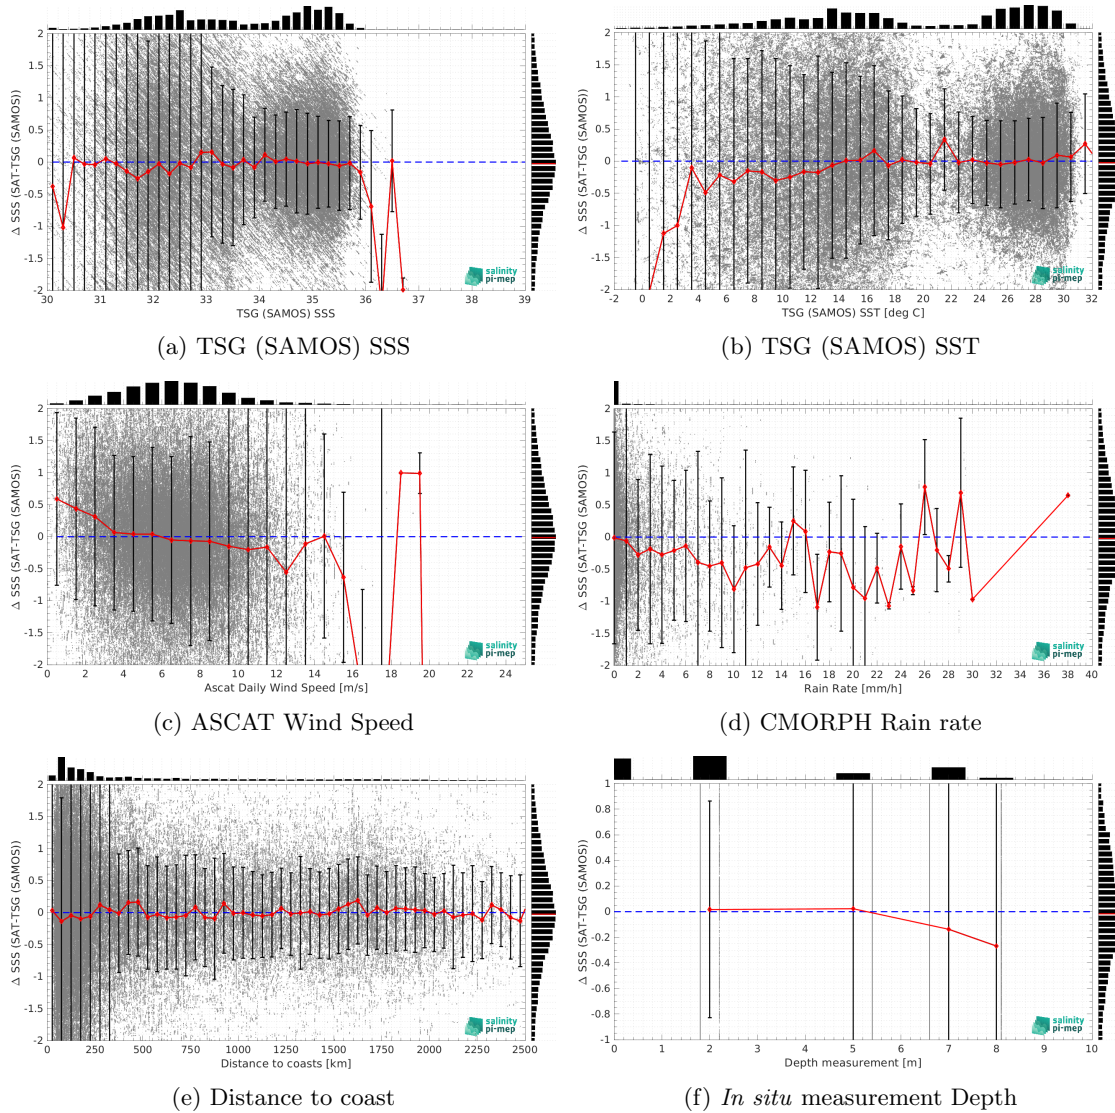 2
1.5
1
0.5
0
-0.5
-1
-1.5
-2
Δ SSS (SAT-TSG (SAMOS))
30 31 32 33 34 35 36 37 38 39
TSG (SAMOS) SSS
salinity
pi-mep
(a) TSG (SAMOS) SSS
2
1.5
1
0.5
0
-0.5
-1
-1.5
-2
Δ SSS (SAT-TSG (SAMOS))
-2 0 2 4 6 8 10 12 14 16 18 20 22 24 26 28 30 32
TSG (SAMOS) SST [deg C]
salinity
pi-mep
(b) TSG (SAMOS) SST
2
1.5
1
0.5
0
-0.5
-1
-1.5
-2
Δ SSS (SAT-TSG (SAMOS))
0 2 4 6 8 10 12 14 16 18 20 22 24
Ascat Daily Wind Speed [m/s]
salinity
pi-mep
(c) ASCAT Wind Speed
2
1.5
1
0.5
0
-0.5
-1
-1.5
-2
Δ SSS (SAT-TSG (SAMOS))
0 2 4 6 8 10 12 14 16 18 20 22 24 26 28 30 32 34 36 38 40
Rain Rate [mm/h]
salinity
pi-mep
(d) CMORPH Rain rate
2
1.5
1
0.5
0
-0.5
-1
-1.5
-2
Δ SSS (SAT-TSG (SAMOS))
0 250 500 750 1000 1250 1500 1750 2000 2250 2500
Distance to coasts [km]
salinity
pi-mep
(e) Distance to coast
1
0.8
0.6
0.4
0.2
0
-0.2
-0.4
-0.6
-0.8
-1
Δ SSS (SAT-TSG (SAMOS))
0 1 2 3 4 5 6 7 8 9 10
Depth measurement [m]
salinity
pi-mep
(f) In situ measurement Depth